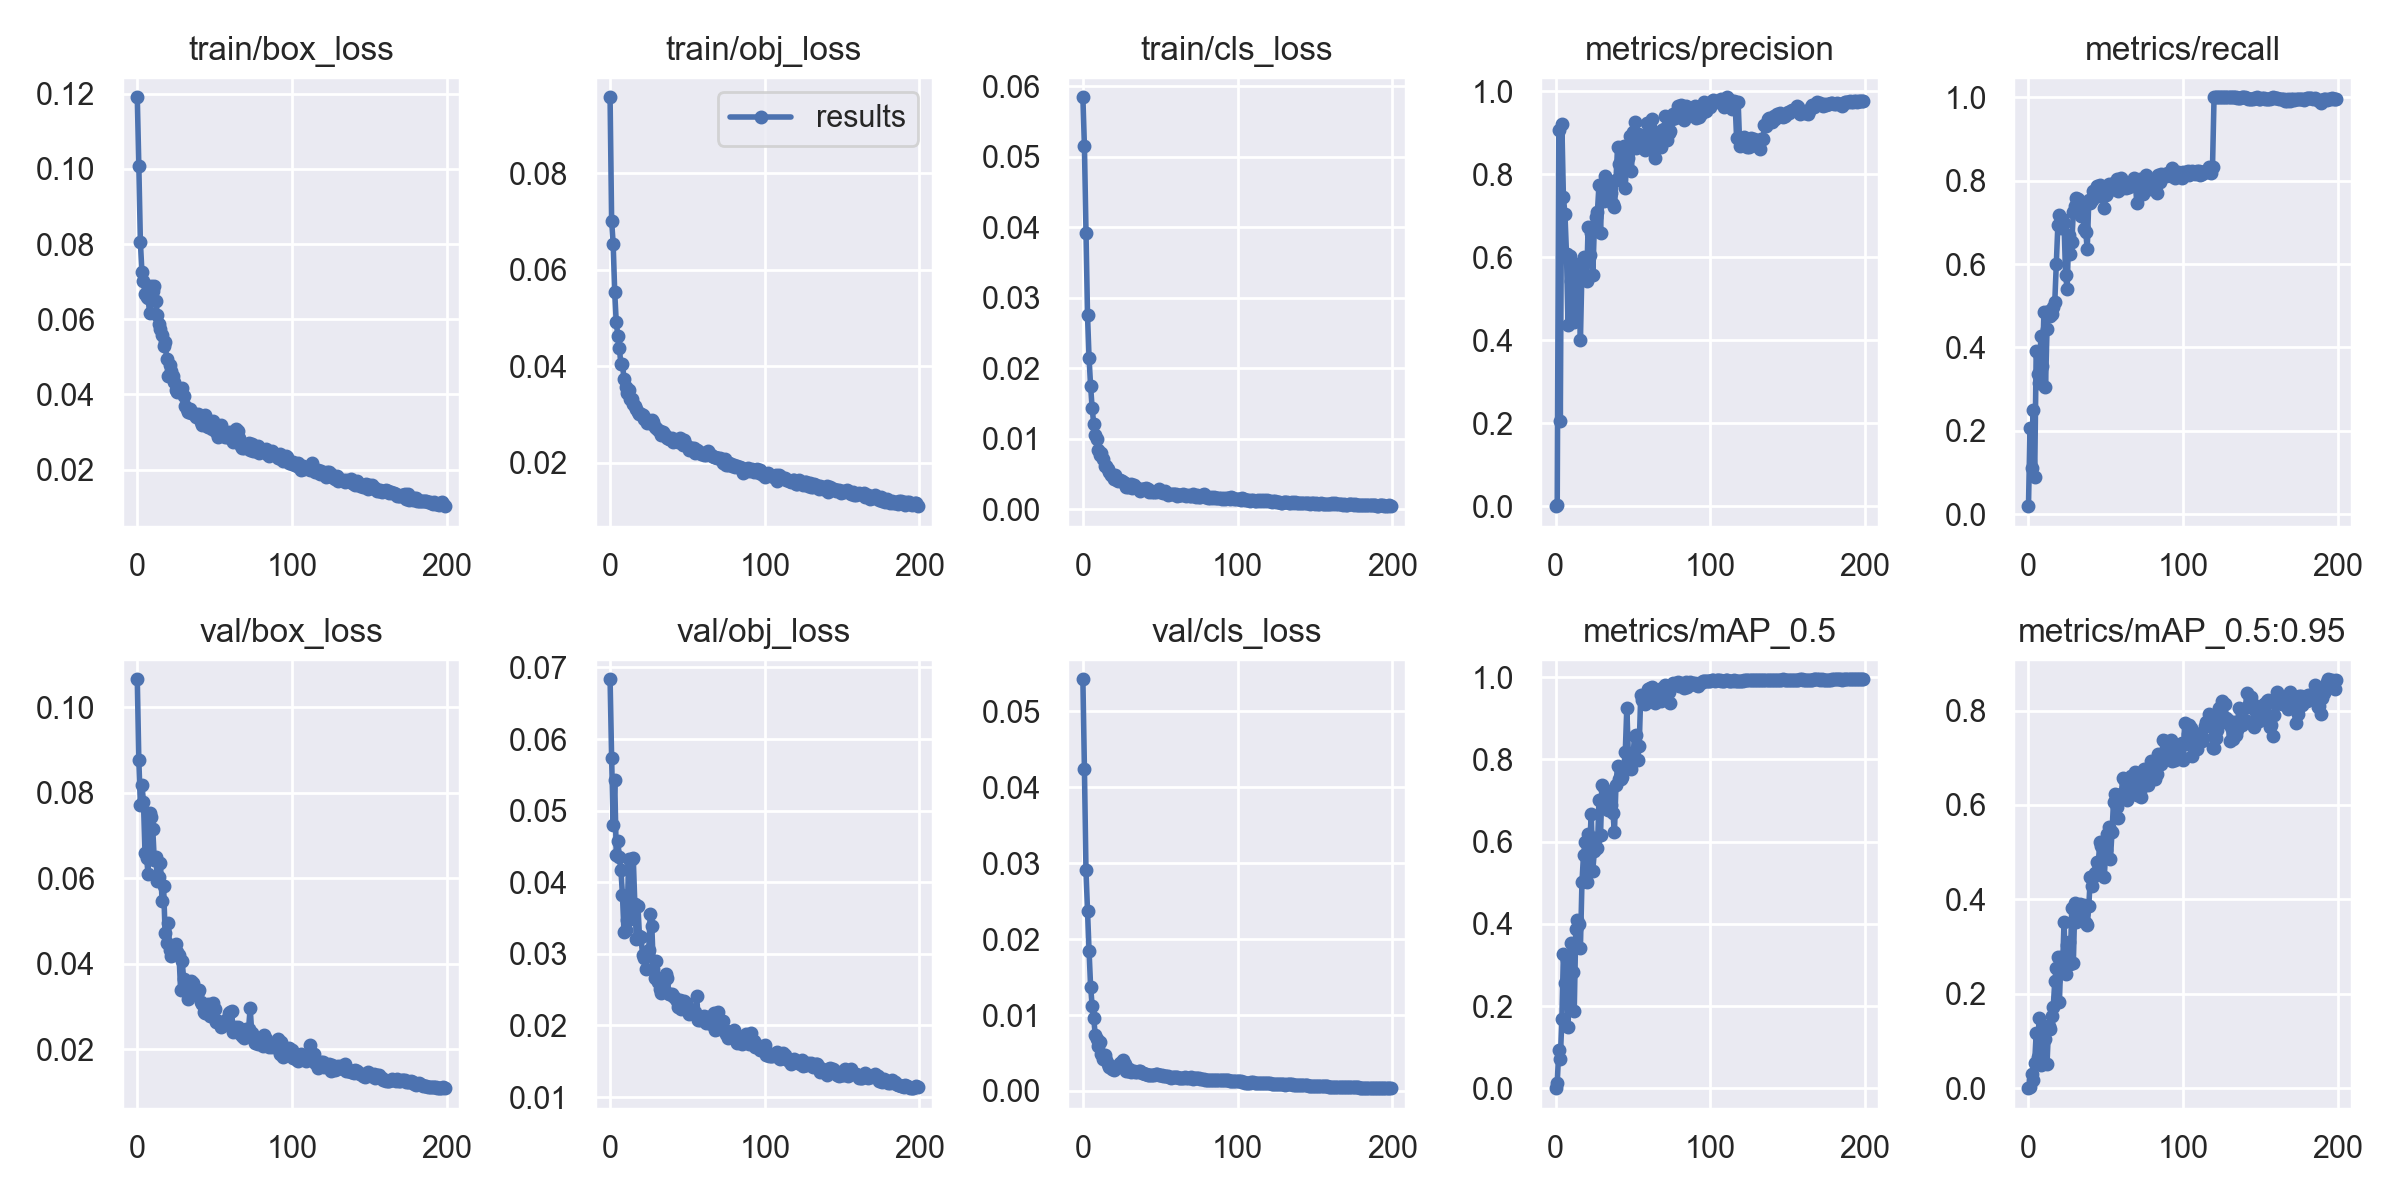 train/box_loss
0.12
0.10
0.08
0.06
0.04
0.02
0 100 200
train/obj_loss
results
0.08
0.06
0.04
0.02
0 100 200
train/cls_loss
0.06
0.05
0.04
0.03
0.02
0.01
0.00
0 100 200
metrics/precision
1.0
0.8
0.6
0.4
0.2
0.0
0 100 200
metrics/recall
1.0
0.8
0.6
0.4
0.2
0.0
0 100 200
val/box_loss
0.10
0.08
0.06
0.04
0.02
0 100 200
val/obj_loss
0.07
0.06
0.05
0.04
0.03
0.02
0.01
0 100 200
val/cls_loss
0.05
0.04
0.03
0.02
0.01
0.00
0 100 200
metrics/mAP_0.5
1.0
0.8
0.6
0.4
0.2
0.0
0 100 200
metrics/mAP_0.5:0.95
0.8
0.6
0.4
0.2
0.0
0 100 200